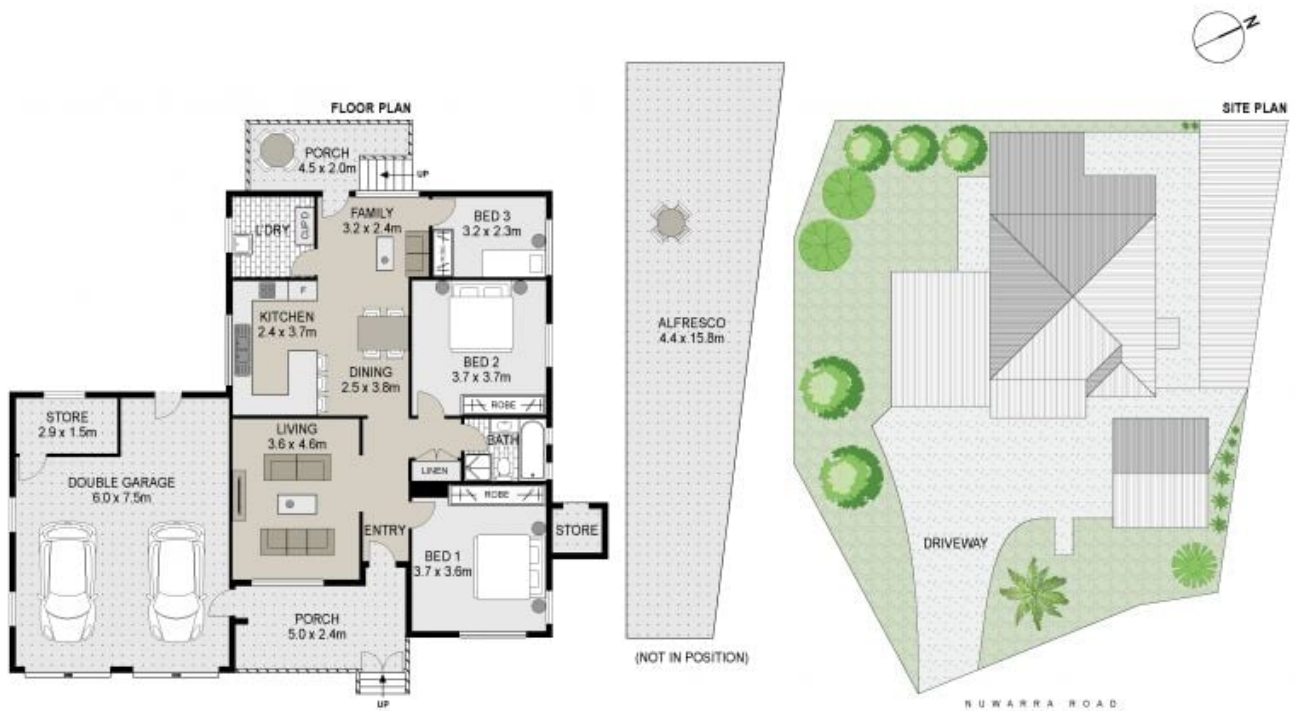 N
FLOOR PLAN
SITE PLAN
PORCH
4.5 x 2.0m
UP
L'DRY
CUP'D
FAMILY
3.2 x 2.4m
BED 3
3.2 x 2.3m
F
KITCHEN
2.4 x 3.7m
DINING
2.5 x 3.8m
BED 2
3.7 x 3.7m
ROBE
STORE
2.9 x 1.5m
LIVING
3.6 x 4.6m
BATH
LINEN
DOUBLE GARAGE
6.0 x 7.5m
ROBE
ENTRY
STORE
BED 1
3.7 x 3.6m
PORCH
5.0 x 2.4m
UP
ALFRESCO
4.4 x 15.8m
(NOT IN POSITION)
DRIVEWAY
NUWARRA ROAD